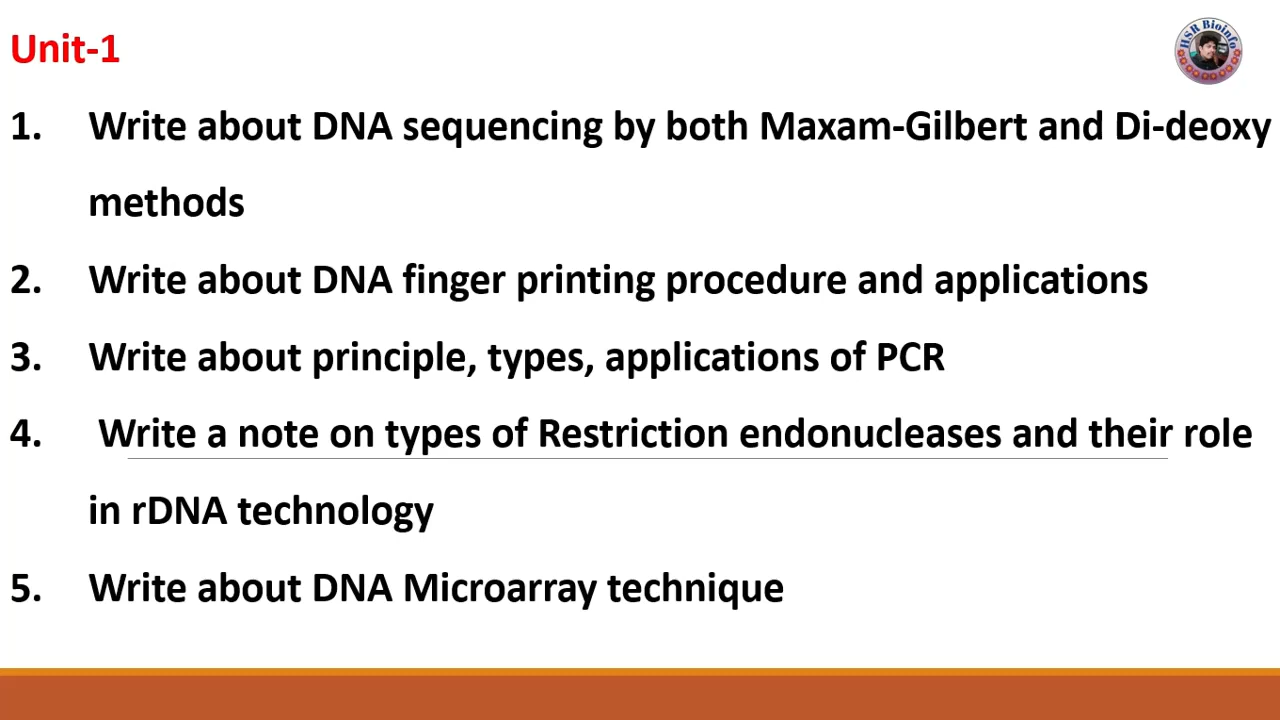 Unit-1
HSR Bioinfo
1. Write about DNA sequencing by both Maxam-Gilbert and Di-deoxy
methods
2. Write about DNA finger printing procedure and applications
3. Write about principle, types, applications of PCR
4. Write a note on types of Restriction endonucleases and their role
in rDNA technology
5. Write about DNA Microarray technique